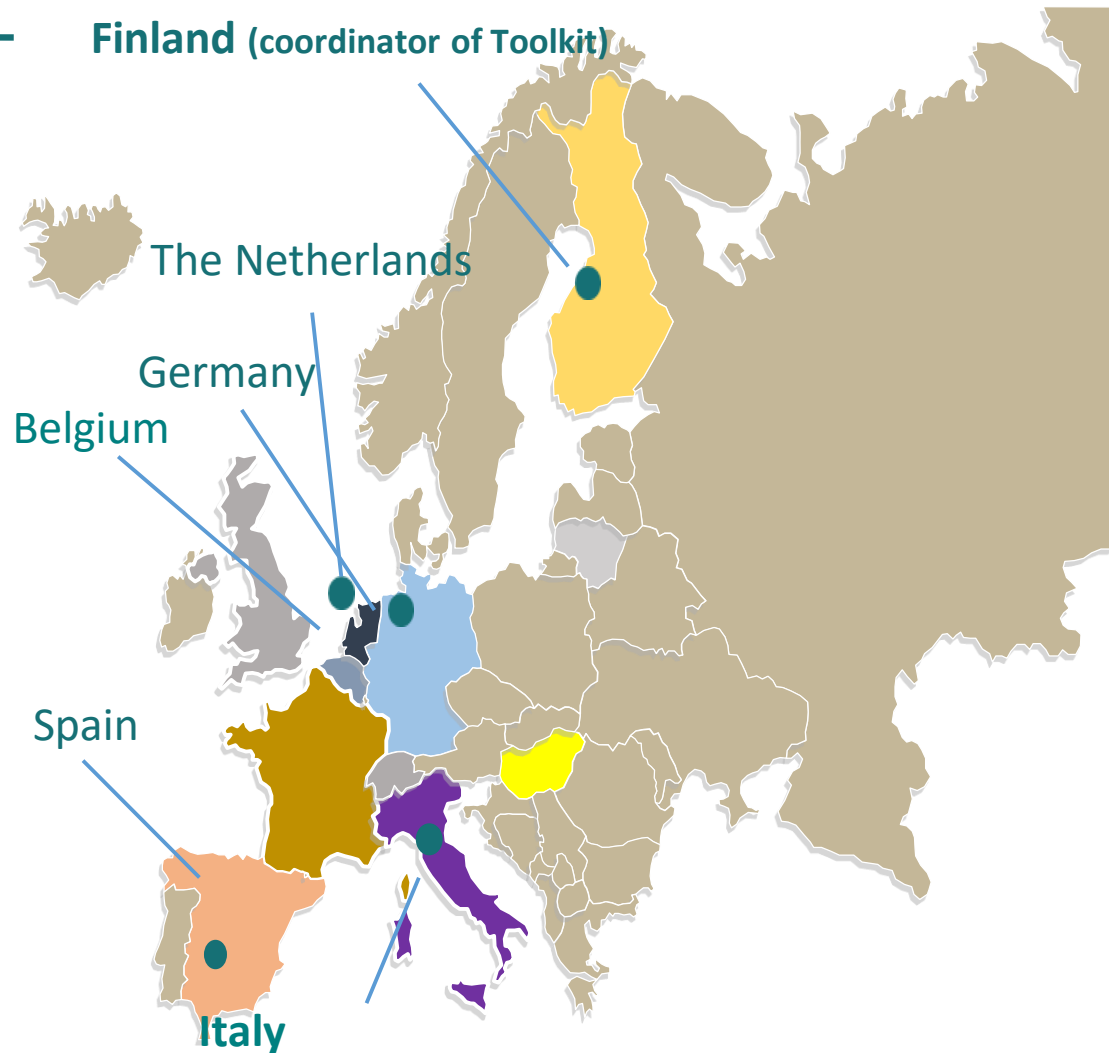 - Finland (coordinator of Toolkit)
The Netherlands
Germany
Belgium
Spain
Italy